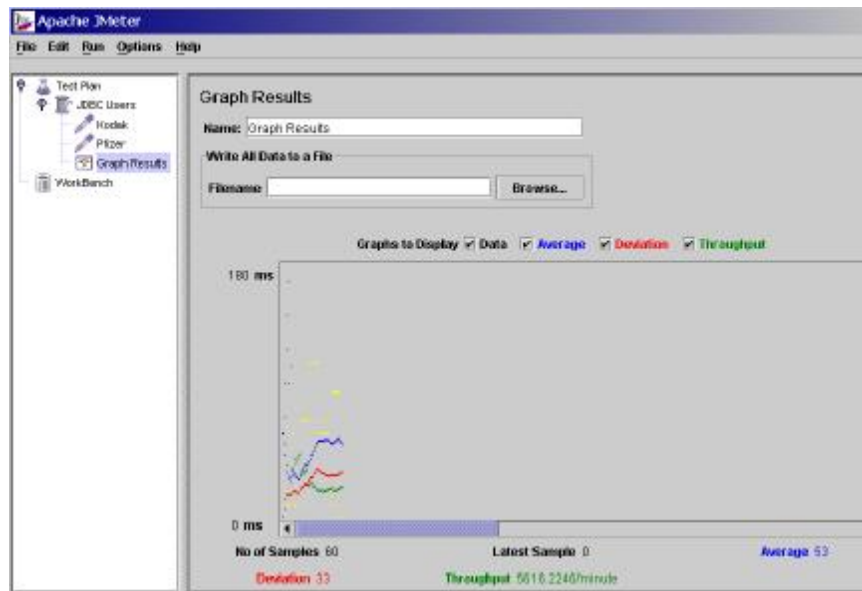 Apache JMeter
File Edit Run Options Help
Test Plan
JDBC Users
Kodak
Pfizer
Graph Results
WorkBench
Graph Results
Name: Graph Results
Write All Data to a File
Filename Browse...
Graphs to Display Data Average Deviation Throughput
180 ms
0 ms
No of Samples 60 Latest Sample 0 Average 53
Deviation 33 Throughput 5616.2246/minute